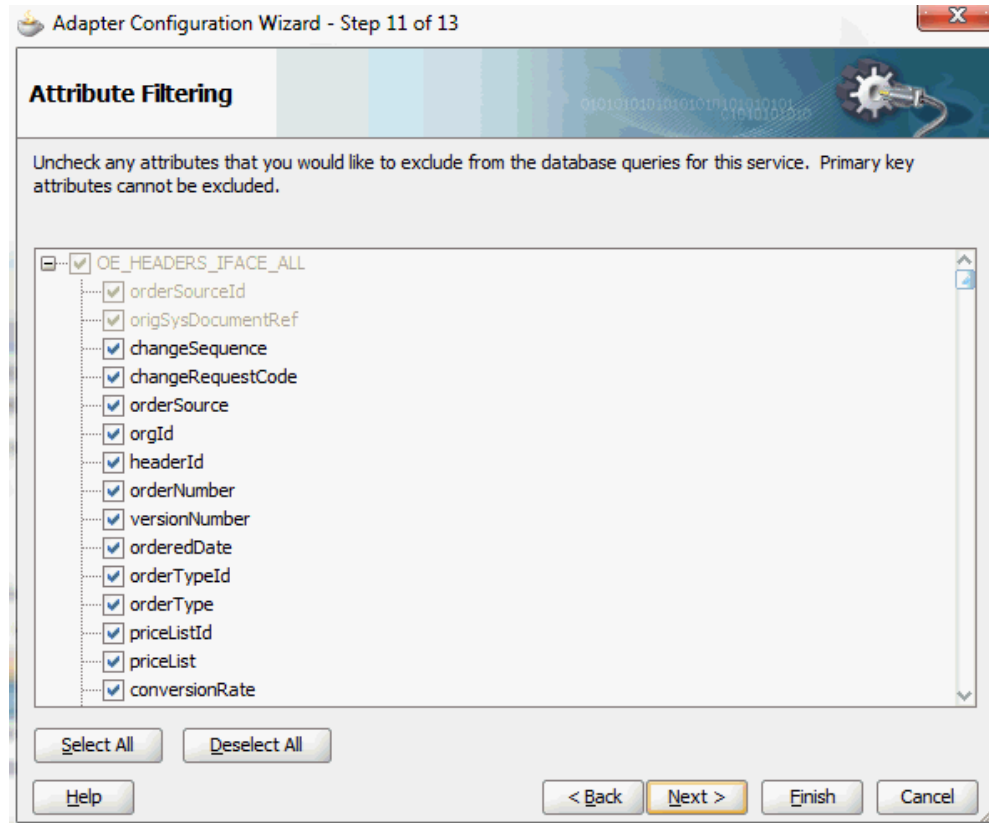 Adapter Configuration Wizard - Step 11 of 13
Attribute Filtering
Uncheck any attributes that you would like to exclude from the database queries for this service. Primary key
attributes cannot be excluded.
OE_HEADERS_IFACE_ALL
orderSourceId
origSysDocumentRef
changeSequence
changeRequestCode
orderSource
orgId
headerId
orderNumber
versionNumber
orderedDate
orderTypeId
orderType
priceListId
priceList
conversionRate
Select All Deselect All
Help < Back Next > Finish Cancel